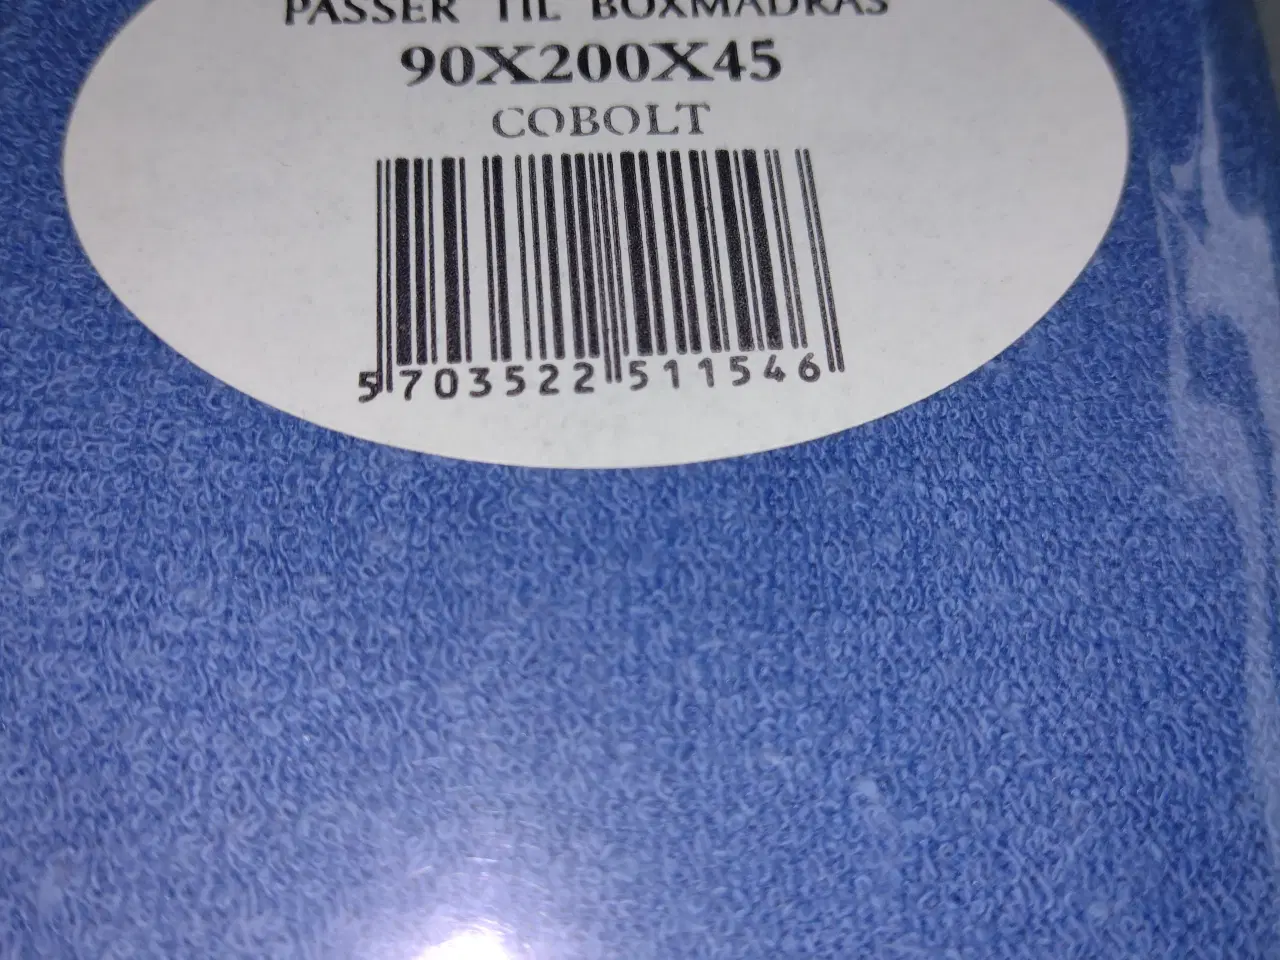 PASSER TIL BOXMADRAS
90X200X45
COBOLT
5 703522 511546